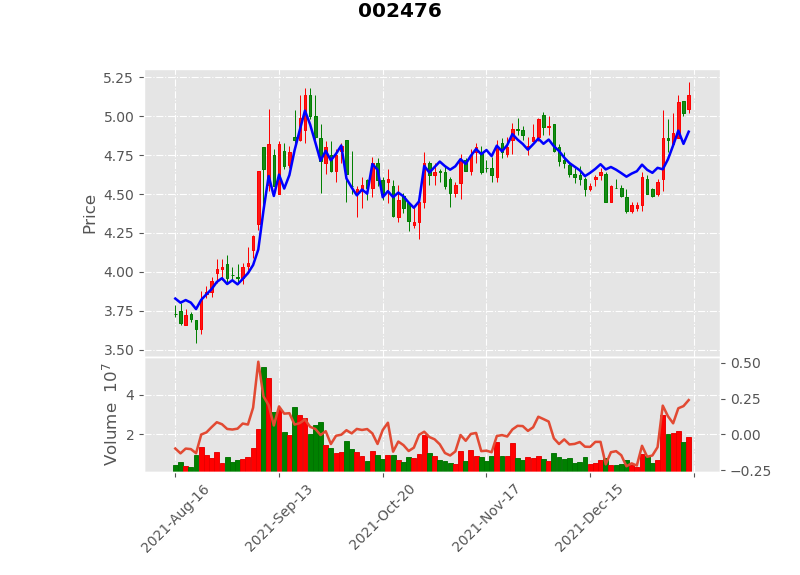 002476
5.25
5.00
4.75
4.50
4.25
4.00
3.75
3.50
Price
4
2
Volume 10^7
0.50
0.25
0.00
−0.25
2021-Aug-16
2021-Sep-13
2021-Oct-20
2021-Nov-17
2021-Dec-15